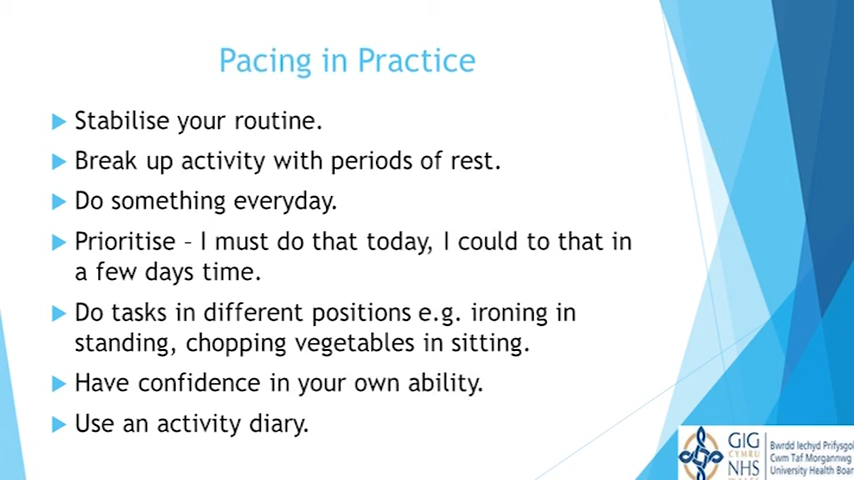 Pacing in Practice
Stabilise your routine.
Break up activity with periods of rest.
Do something everyday.
Prioritise – I must do that today, I could to that in
a few days time.
Do tasks in different positions e.g. ironing in
standing, chopping vegetables in sitting.
Have confidence in your own ability.
Use an activity diary.
GIG
CYMRU
NHS
WALES
Bwrdd Iechyd Prifysgol
Cwm Taf Morgannwg
University Health Boar